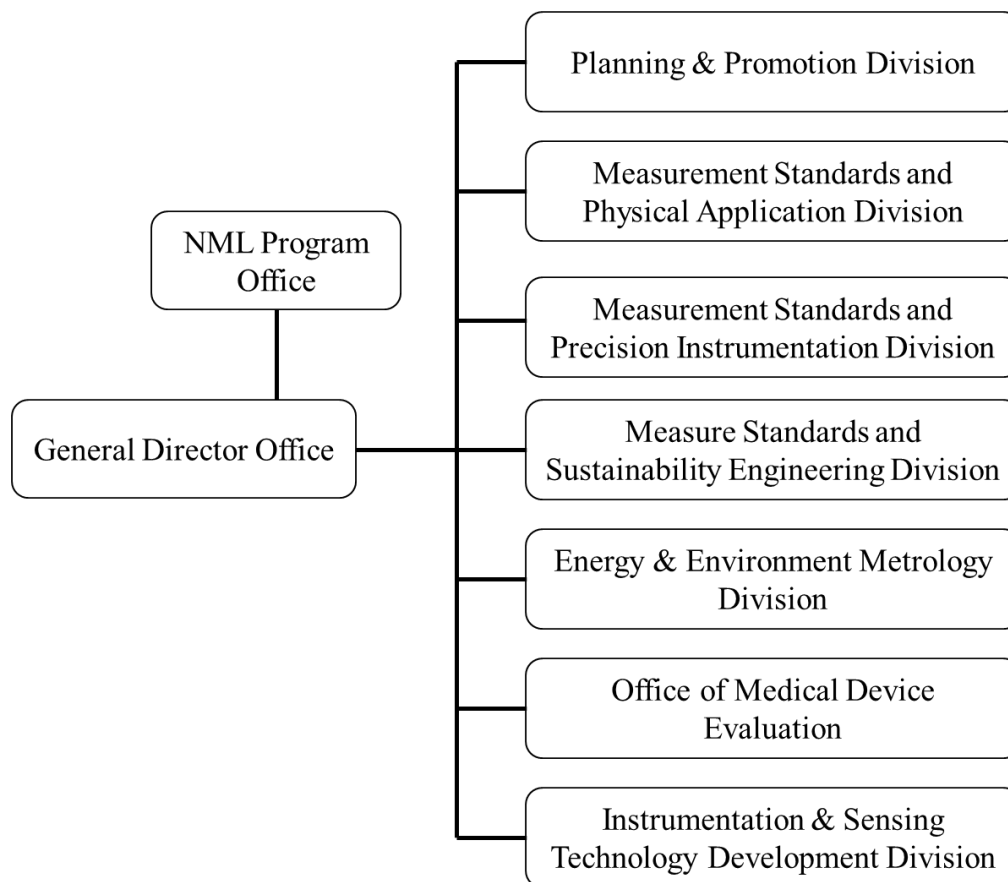 Planning & Promotion Division
Measurement Standards and
Physical Application Division
NML Program
Office
Measurement Standards and
Precision Instrumentation Division
General Director Office
Measure Standards and
Sustainability Engineering Division
Energy & Environment Metrology
Division
Office of Medical Device
Evaluation
Instrumentation & Sensing
Technology Development Division